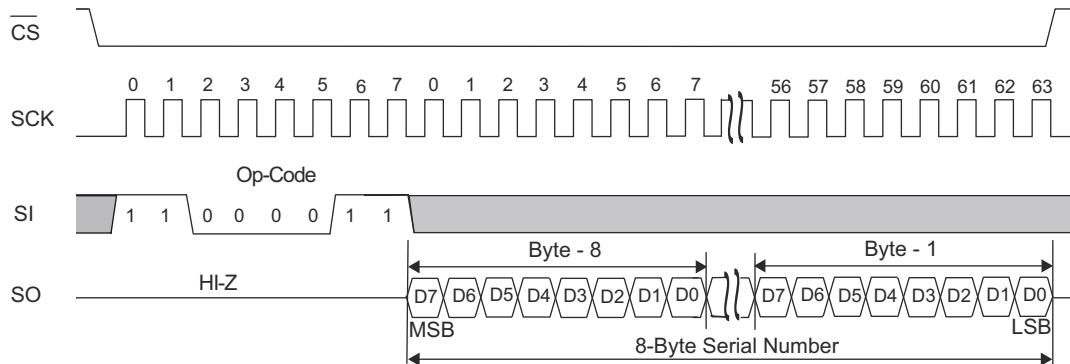 CS
0 1 2 3 4 5 6 7 0 1 2 3 4 5 6 7 56 57 58 59 60 61 62 63
SCK
Op-Code
SI 1 1 0 0 0 0 1 1
Byte - 8 Byte - 1
HI-Z
SO D7 D6 D5 D4 D3 D2 D1 D0 D7 D6 D5 D4 D3 D2 D1 D0
MSB LSB
8-Byte Serial Number